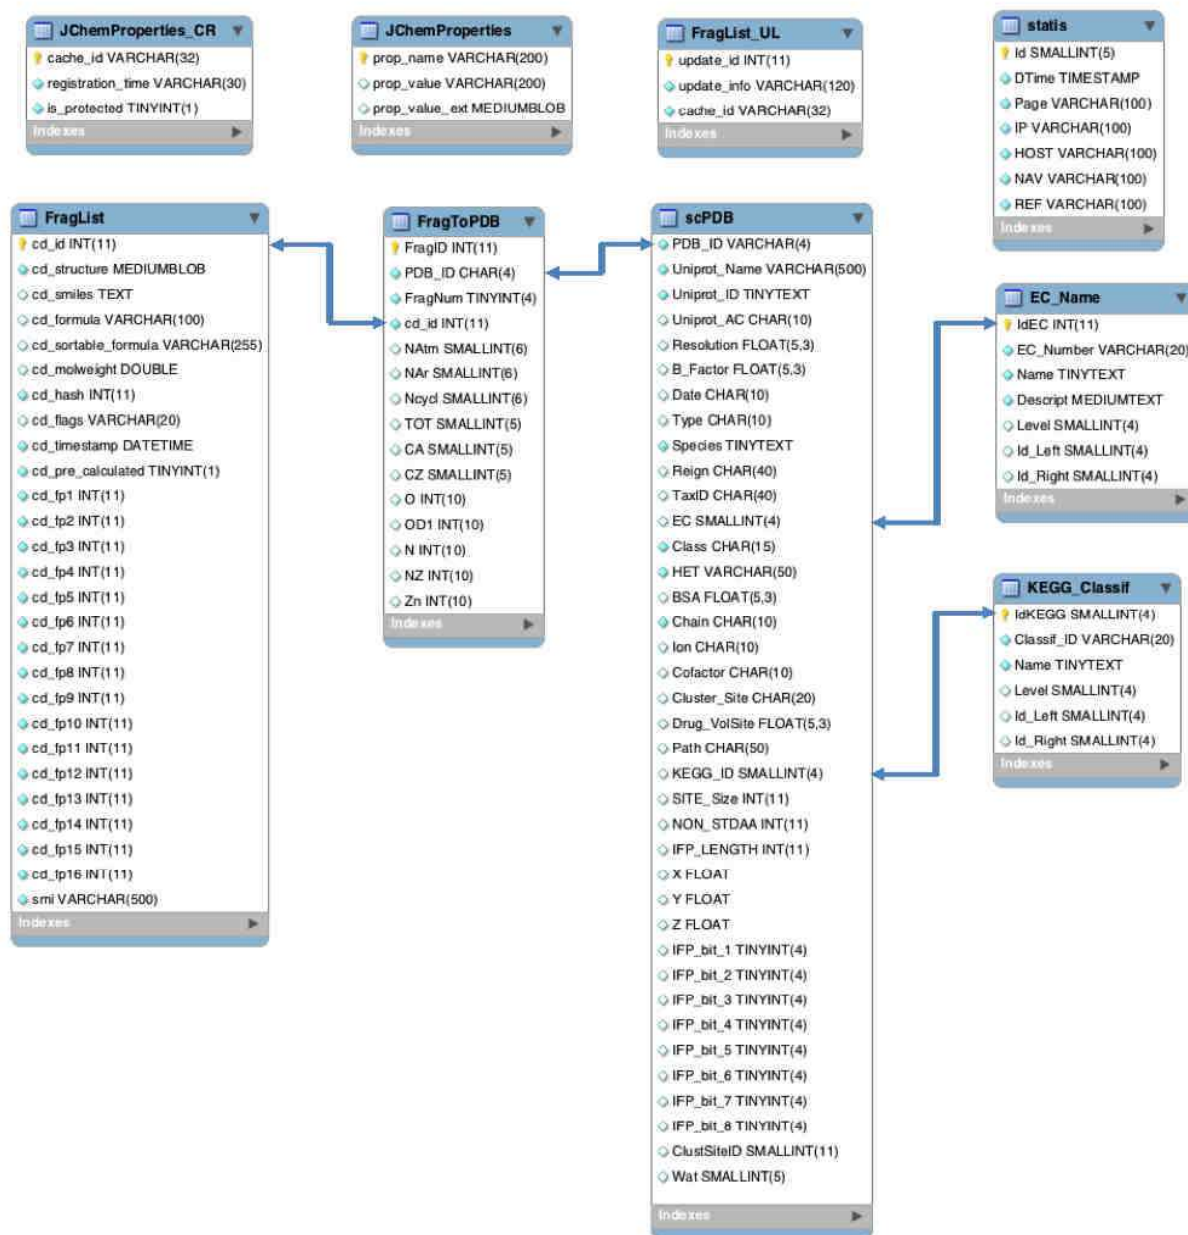 JChemProperties_CR
cache_id VARCHAR(32)
registration_time VARCHAR(30)
is_protected TINYINT(1)
Indexes
JChemProperties
prop_name VARCHAR(200)
prop_value VARCHAR(200)
prop_value_ext MEDIUMBLOB
Indexes
FragList_UL
update_id INT(11)
update_info VARCHAR(120)
cache_id VARCHAR(32)
Indexes
statis
Id SMALLINT(5)
DTime TIMESTAMP
Page VARCHAR(100)
IP VARCHAR(100)
HOST VARCHAR(100)
NAV VARCHAR(100)
REF VARCHAR(100)
Indexes
FragList
cd_id INT(11)
cd_structure MEDIUMBLOB
cd_smiles TEXT
cd_formula VARCHAR(100)
cd_sortable_formula VARCHAR(255)
cd_molweight DOUBLE
cd_hash INT(11)
cd_flags VARCHAR(20)
cd_timestamp DATETIME
cd_pre_calculated TINYINT(1)
cd_fp1 INT(11)
cd_fp2 INT(11)
cd_fp3 INT(11)
cd_fp4 INT(11)
cd_fp5 INT(11)
cd_fp6 INT(11)
cd_fp7 INT(11)
cd_fp8 INT(11)
cd_fp9 INT(11)
cd_fp10 INT(11)
cd_fp11 INT(11)
cd_fp12 INT(11)
cd_fp13 INT(11)
cd_fp14 INT(11)
cd_fp15 INT(11)
cd_fp16 INT(11)
smi VARCHAR(500)
Indexes
FragToPDB
FragID INT(11)
PDB_ID CHAR(4)
FragNum TINYINT(4)
cd_id INT(11)
NAtm SMALLINT(6)
NAr SMALLINT(6)
Ncycl SMALLINT(6)
TOT SMALLINT(5)
CA SMALLINT(5)
CZ SMALLINT(5)
O INT(10)
OD1 INT(10)
N INT(10)
NZ INT(10)
Zn INT(10)
Indexes
scPDB
PDB_ID VARCHAR(4)
Uniprot_Name VARCHAR(500)
Uniprot_ID TINYTEXT
Uniprot_AC CHAR(10)
Resolution FLOAT(5,3)
B_Factor FLOAT(5,3)
Date CHAR(10)
Type CHAR(10)
Species TINYTEXT
Reign CHAR(40)
TaxID CHAR(40)
EC SMALLINT(4)
Class CHAR(15)
HET VARCHAR(50)
BSA FLOAT(5,3)
Chain CHAR(10)
Ion CHAR(10)
Cofactor CHAR(10)
Cluster_Site CHAR(20)
Drug_VolSite FLOAT(5,3)
Path CHAR(50)
KEGG_ID SMALLINT(4)
SITE_Size INT(11)
NON_STDAA INT(11)
IFP_LENGTH INT(11)
X FLOAT
Y FLOAT
Z FLOAT
IFP_bit_1 TINYINT(4)
IFP_bit_2 TINYINT(4)
IFP_bit_3 TINYINT(4)
IFP_bit_4 TINYINT(4)
IFP_bit_5 TINYINT(4)
IFP_bit_6 TINYINT(4)
IFP_bit_7 TINYINT(4)
IFP_bit_8 TINYINT(4)
ClustSiteID SMALLINT(11)
Wat SMALLINT(5)
Indexes
EC_Name
IdEC INT(11)
EC_Number VARCHAR(20)
Name TINYTEXT
Descript MEDIUMTEXT
Level SMALLINT(4)
Id_Left SMALLINT(4)
Id_Right SMALLINT(4)
Indexes
KEGG_Classif
IdKEGG SMALLINT(4)
Classif_ID VARCHAR(20)
Name TINYTEXT
Level SMALLINT(4)
Id_Left SMALLINT(4)
Id_Right SMALLINT(4)
Indexes